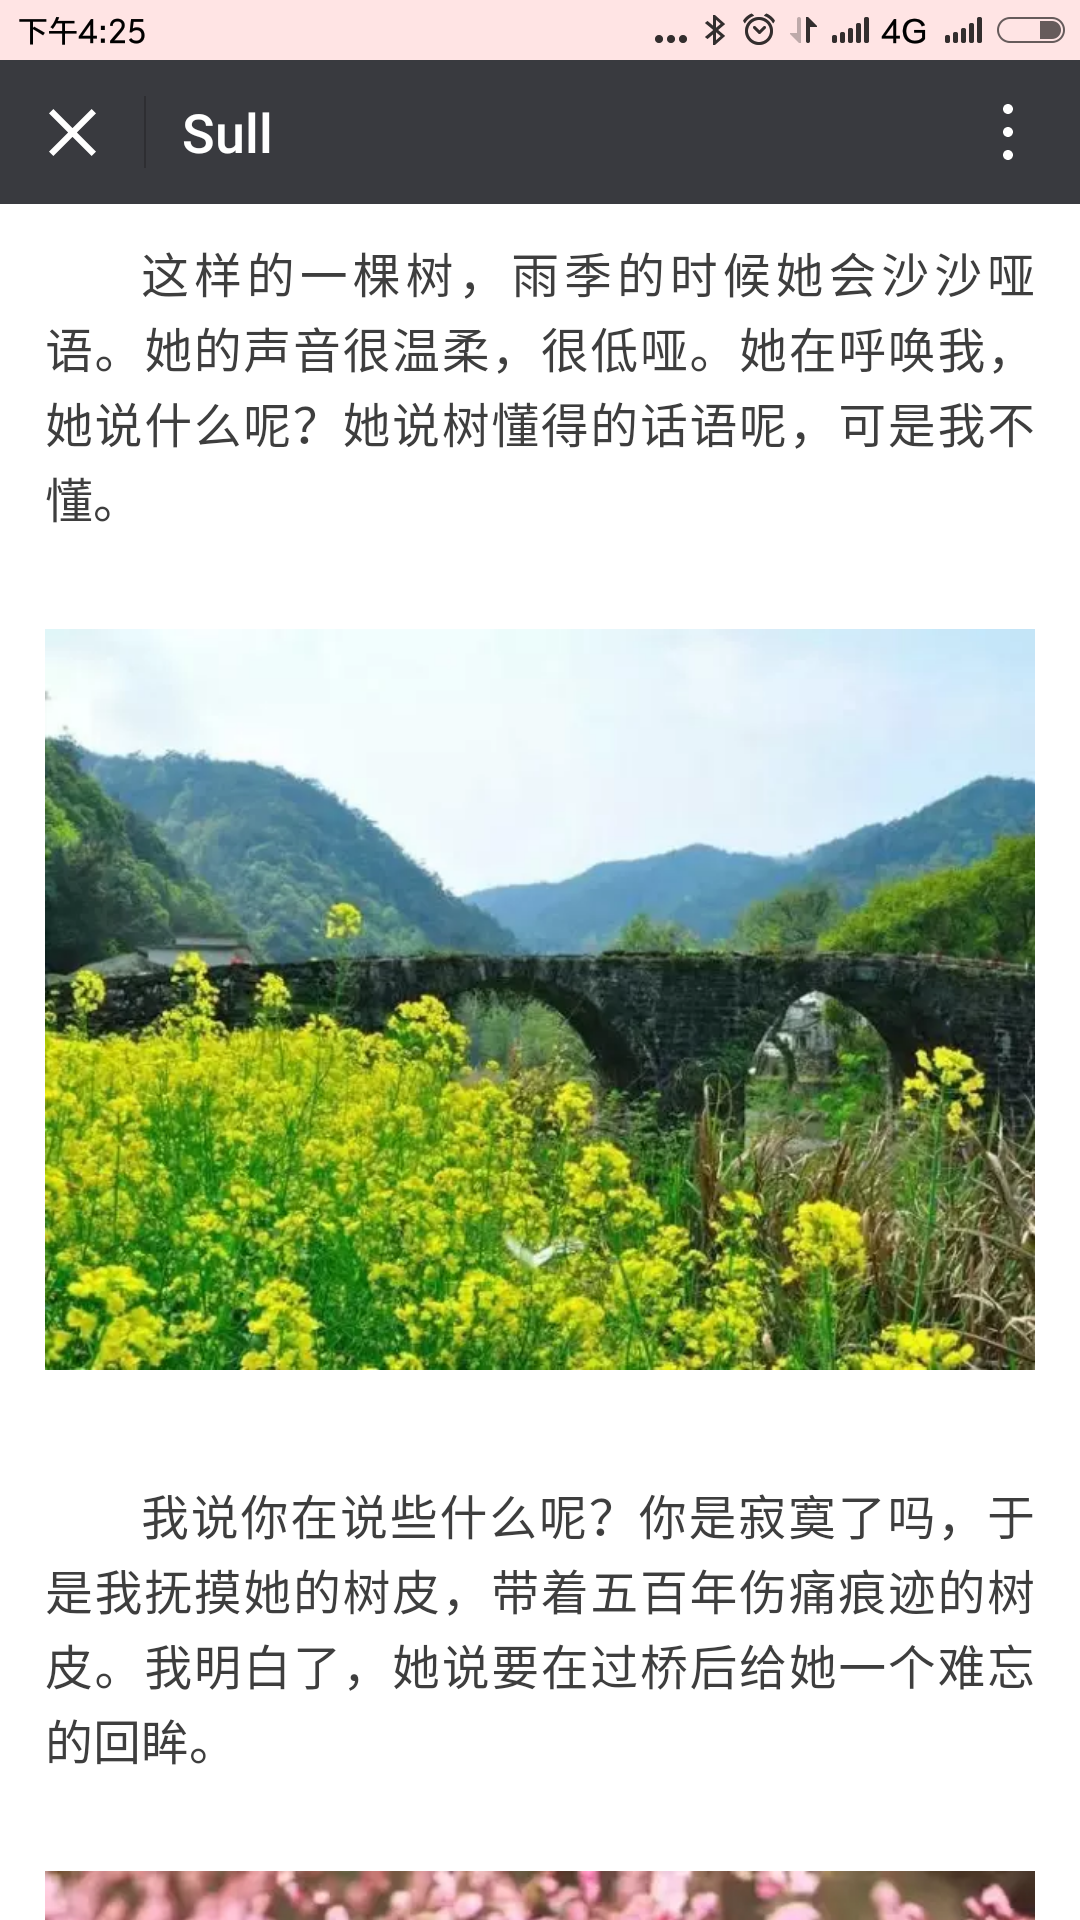 下午4:25
4G
Sull
这样的一棵树，雨季的时候她会沙沙哑
语。她的声音很温柔，很低哑。她在呼唤我，
她说什么呢？她说树懂得的话语呢，可是我不
懂。
我说你在说些什么呢？你是寂寞了吗，于
是我抚摸她的树皮，带着五百年伤痛痕迹的树
皮。我明白了，她说要在过桥后给她一个难忘
的回眸。